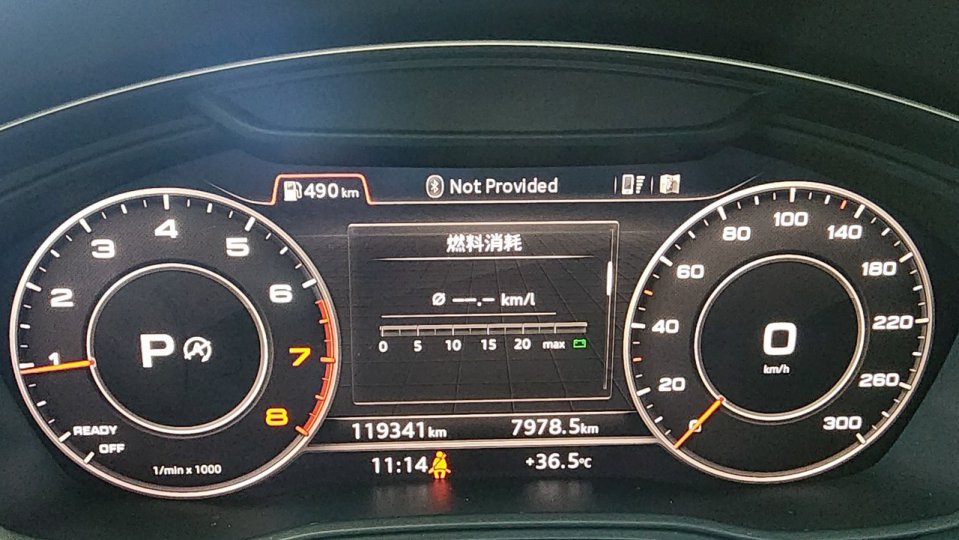 490 km
Not Provided
1
2
3
4
5
6
7
8
P
READY
OFF
1/min x 1000
燃料消耗
Ø --.- km/l
0 5 10 15 20 max
0
20
40
60
80
100
140
180
220
260
300
0
km/h
119341 km
7978.5 km
11:14
+36.5°C